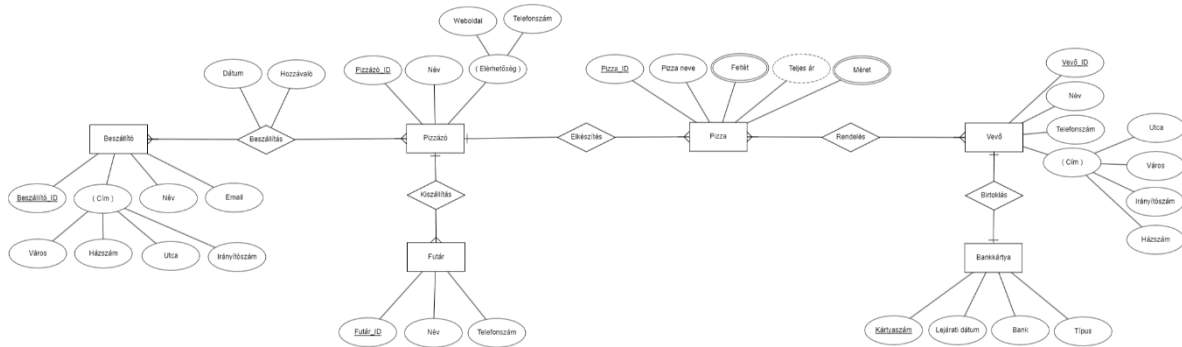 Weboldal
Telefonszám
Dátum
Hozzávaló
Pizzázó_ID
Név
( Elérhetőség )
Pizza_ID
Pizza neve
Feltét
Teljes ár
Méret
Vevő_ID
Név
Telefonszám
( Cím )
Utca
Város
Irányítószám
Házszám
Beszállító
Beszállítás
Pizzázó
Elkészítés
Pizza
Rendelés
Vevő
Beszállító_ID
( Cím )
Név
Email
Város
Házszám
Utca
Irányítószám
Kiszállítás
Futár
Futár_ID
Név
Telefonszám
Birtoklás
Bankkártya
Kártyaszám
Lejárati dátum
Bank
Típus